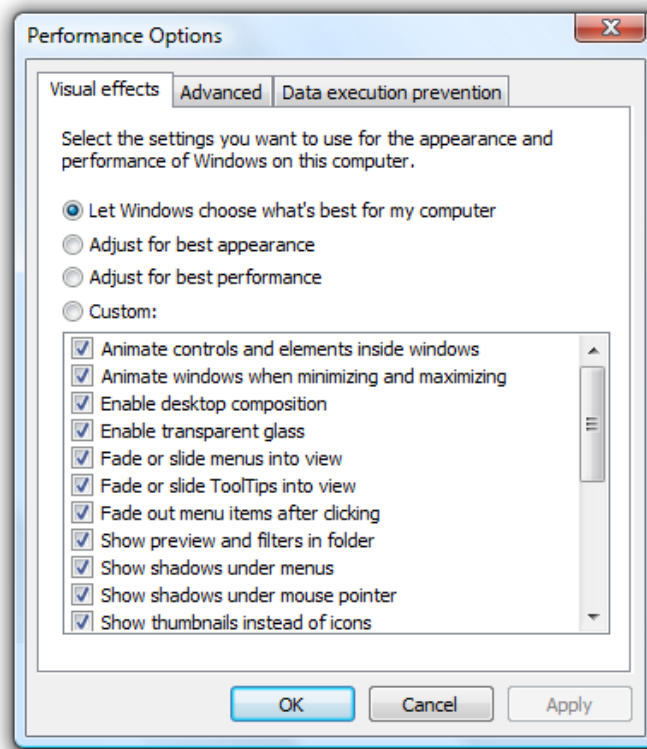 Performance Options
Visual effects
Advanced
Data execution prevention
Select the settings you want to use for the appearance and
performance of Windows on this computer.
Let Windows choose what's best for my computer
Adjust for best appearance
Adjust for best performance
Custom:
Animate controls and elements inside windows
Animate windows when minimizing and maximizing
Enable desktop composition
Enable transparent glass
Fade or slide menus into view
Fade or slide ToolTips into view
Fade out menu items after clicking
Show preview and filters in folder
Show shadows under menus
Show shadows under mouse pointer
Show thumbnails instead of icons
OK
Cancel
Apply